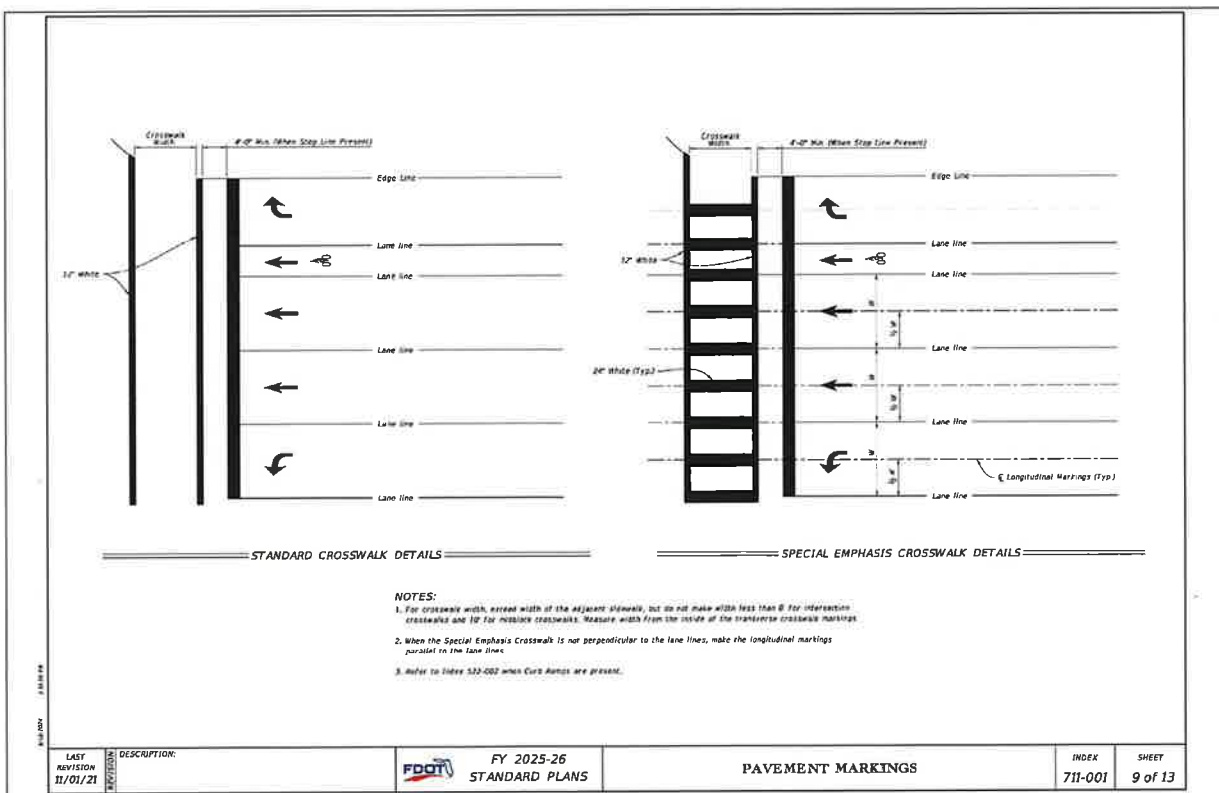 Crosswalk
Width
4'-0" Min. (When Stop Line Present)
Edge Line
Lane line
Lane line
12" White
Lane line
Lane line
Lane line
STANDARD CROSSWALK DETAILS
Crosswalk
Width
4'-0" Min. (When Stop Line Present)
Edge Line
Lane line
12" White
Lane line
W
½ W
Lane line
24" White (Typ.)
W
½ W
Lane line
W
½ W
℄ Longitudinal Markings (Typ.)
Lane line
SPECIAL EMPHASIS CROSSWALK DETAILS
NOTES:
1. For crosswalk width, exceed width of the adjacent sidewalk, but do not make width less than 6' for intersection
crosswalks and 10' for midblock crosswalks. Measure width from the inside of the transverse crosswalk markings.
2. When the Special Emphasis Crosswalk is not perpendicular to the lane lines, make the longitudinal markings
parallel to the lane lines.
3. Refer to Index 522-002 when Curb Ramps are present.
LAST
REVISION
11/01/21
REVISION
DESCRIPTION:
FDOT
FY 2025-26
STANDARD PLANS
PAVEMENT MARKINGS
INDEX
711-001
SHEET
9 of 13